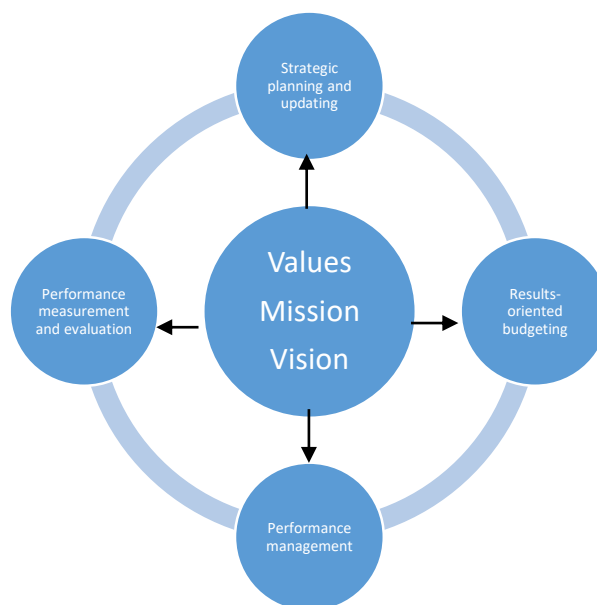 Strategic
planning and
updating
Values
Mission
Vision
Performance
measurement
and evaluation
Results-
oriented
budgeting
Performance
management